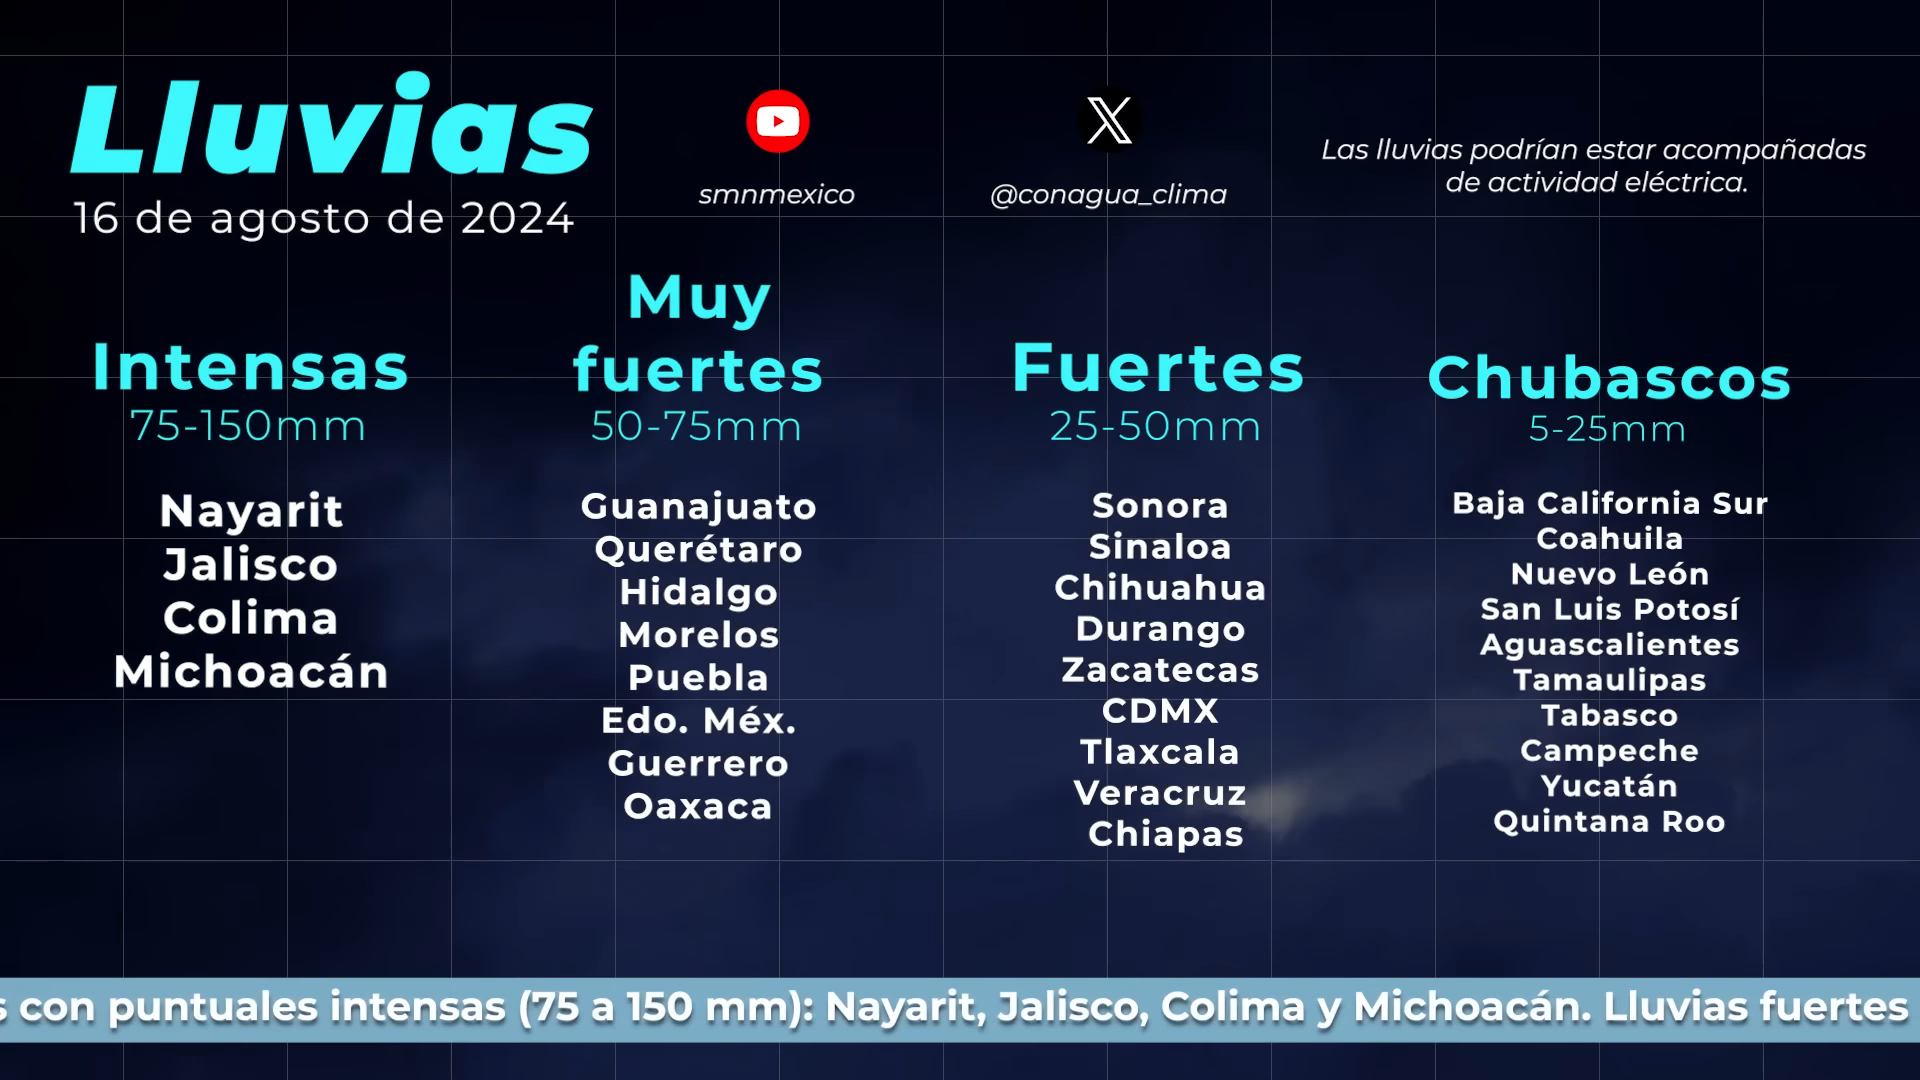 Lluvias
16 de agosto de 2024
smnmexico
@conagua_clima
Las lluvias podrían estar acompañadas
de actividad eléctrica.
Intensas
75-150mm
Nayarit
Jalisco
Colima
Michoacán
Muy
fuertes
50-75mm
Guanajuato
Querétaro
Hidalgo
Morelos
Puebla
Edo. Méx.
Guerrero
Oaxaca
Fuertes
25-50mm
Sonora
Sinaloa
Chihuahua
Durango
Zacatecas
CDMX
Tlaxcala
Veracruz
Chiapas
Chubascos
5-25mm
Baja California Sur
Coahuila
Nuevo León
San Luis Potosí
Aguascalientes
Tamaulipas
Tabasco
Campeche
Yucatán
Quintana Roo
s con puntuales intensas (75 a 150 mm): Nayarit, Jalisco, Colima y Michoacán. Lluvias fuertes